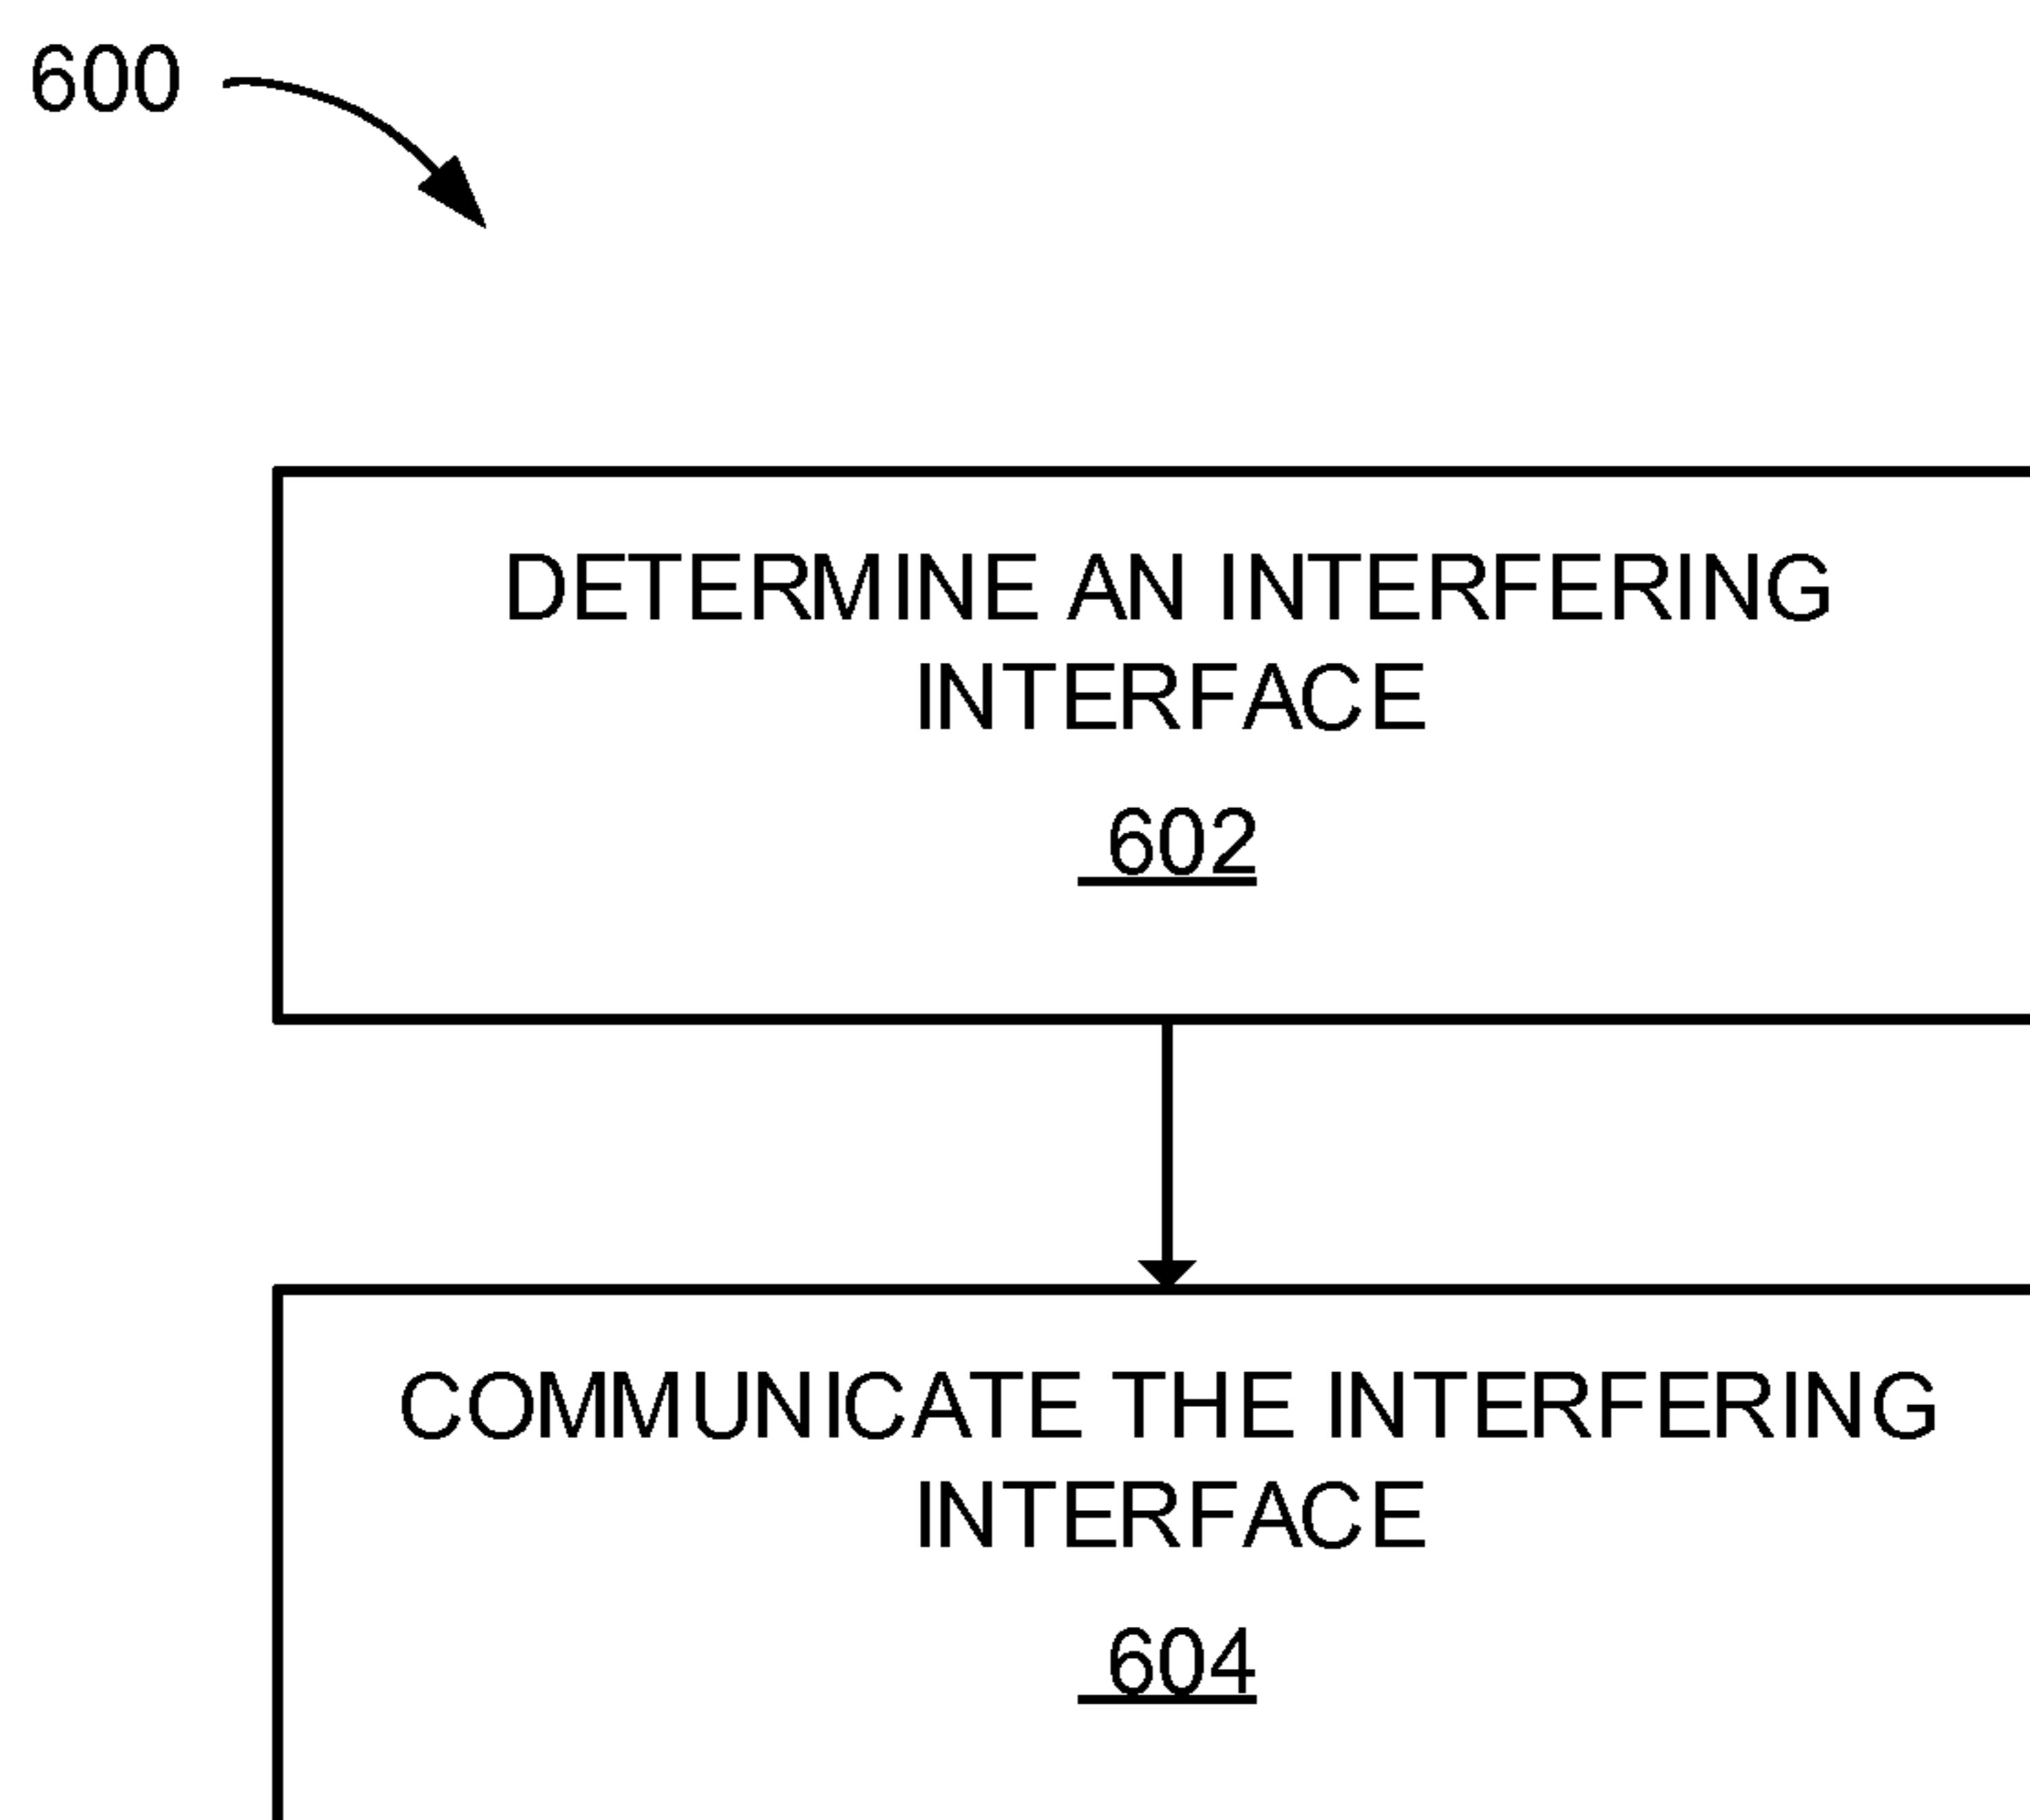 600
DETERMINE AN INTERFERING
INTERFACE
602
COMMUNICATE THE INTERFERING
INTERFACE
604